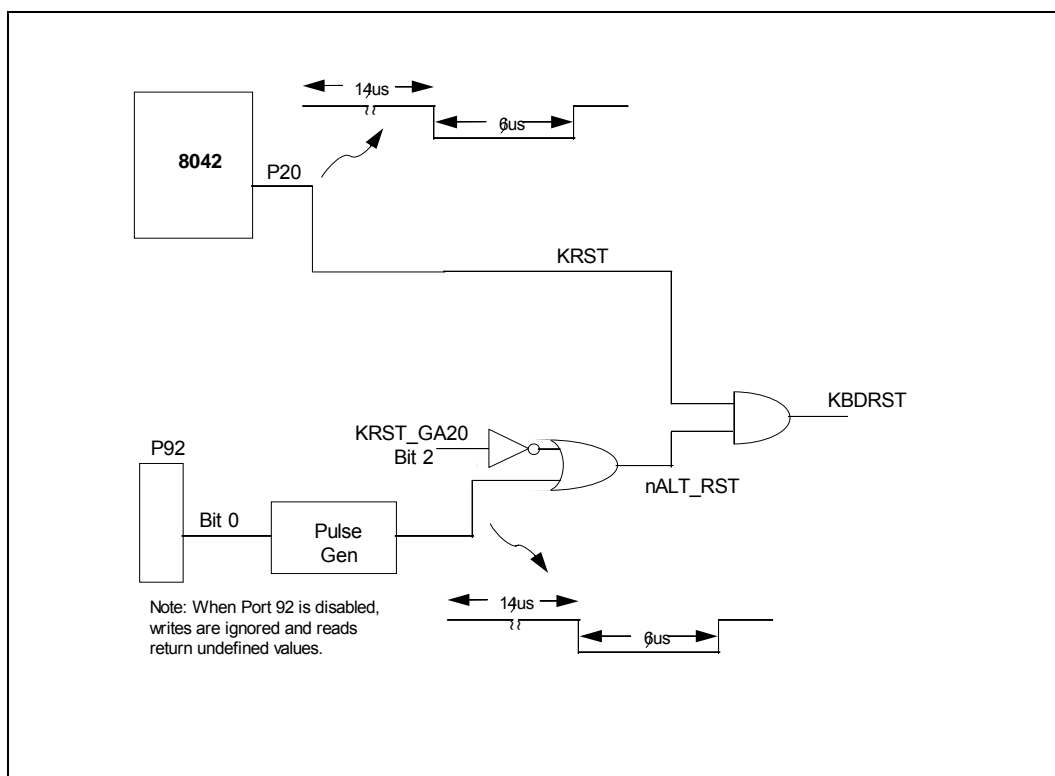 14us
6us
8042
P20
KRST
KBDRST
KRST_GA20
Bit 2
P92
nALT_RST
Bit 0
Pulse
Gen
14us
6us
Note: When Port 92 is disabled,
writes are ignored and reads
return undefined values.